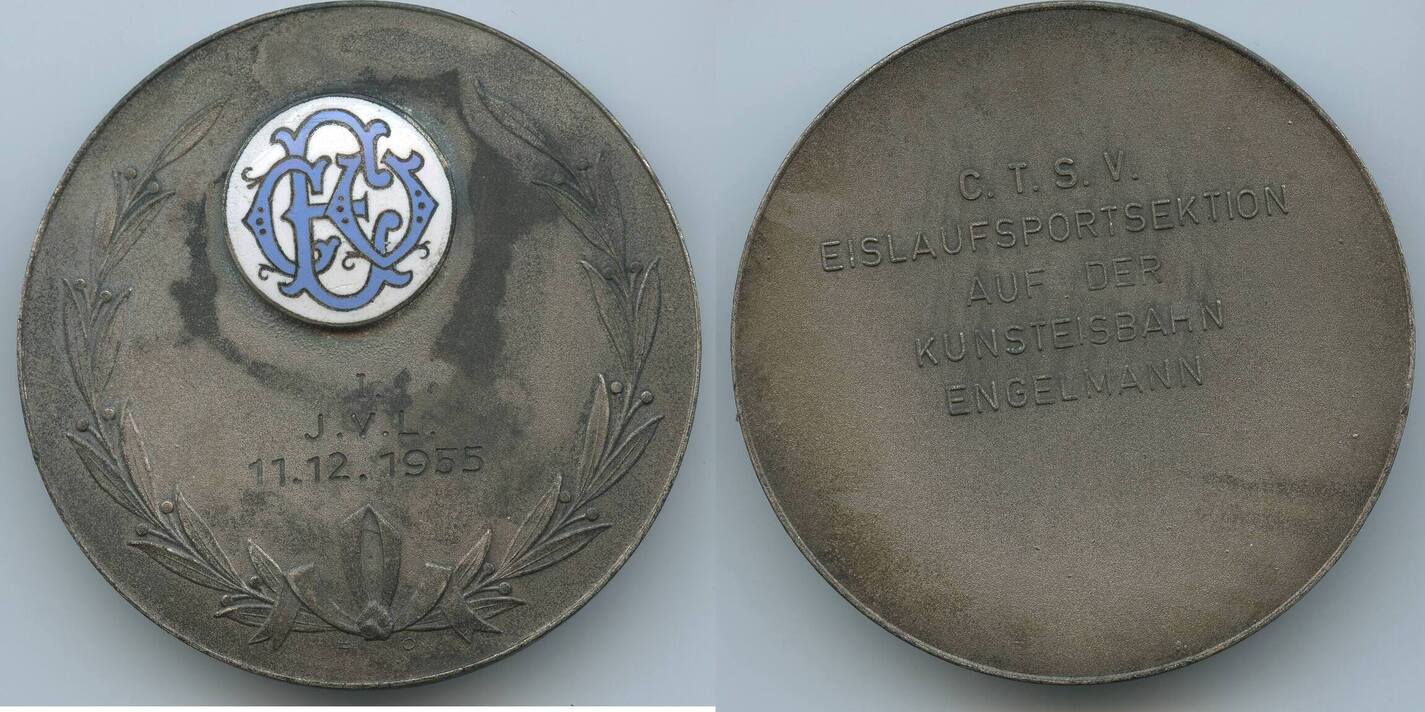 I.
J.V.L.
11.12.1955
C. T. S. V.
EISLAUFSPORTSEKTION
AUF DER
KUNSTEISBAHN
ENGELMANN